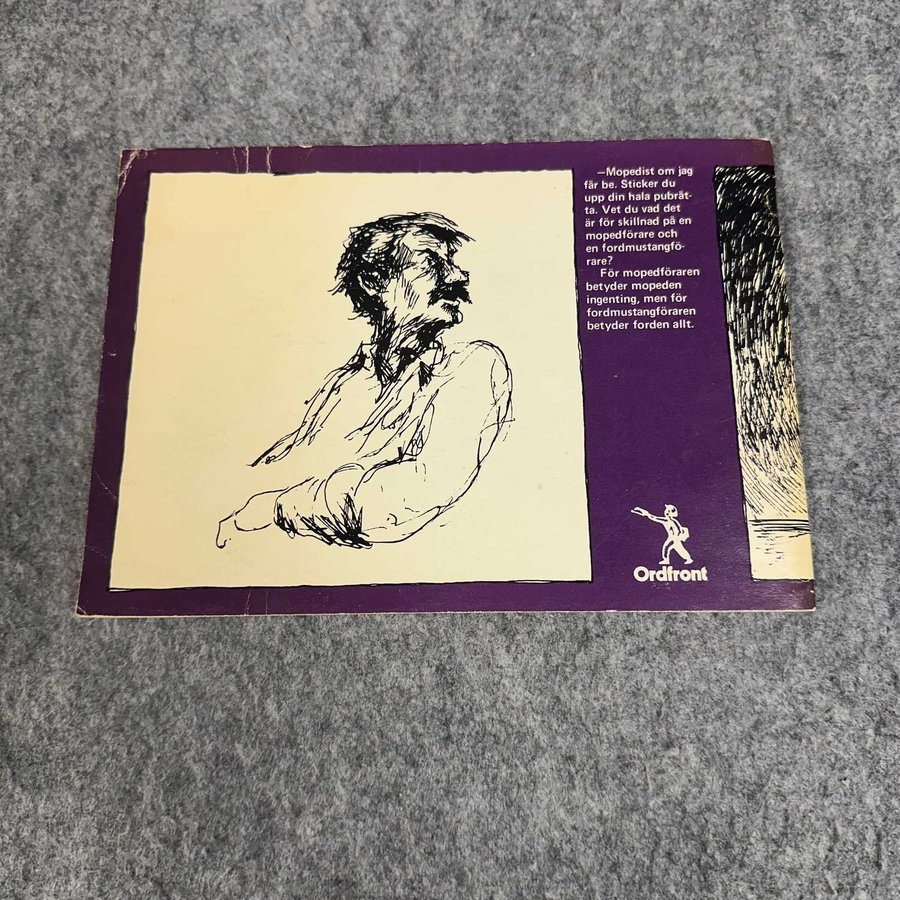 —Mopedist om jag
får be. Sticker du
upp din hala pubråt-
ta. Vet du vad det
är för skillnad på en
mopedförare och
en fordmustangfö-
rare?
För mopedföraren
betyder mopeden
ingenting, men för
fordmustangföraren
betyder forden allt.
Ordfront